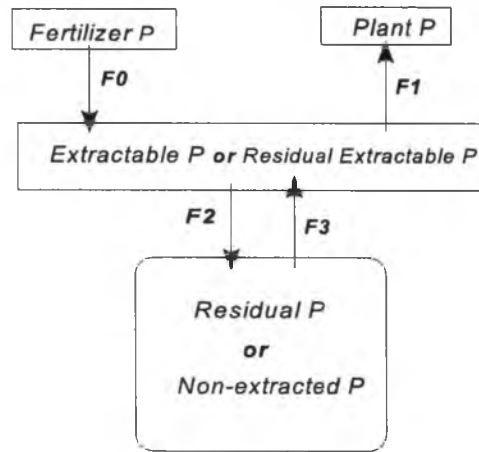 Fertilizer P
Plant P
F0
F1
Extractable P or Residual Extractable P
F2
F3
Residual P
or
Non-extracted P